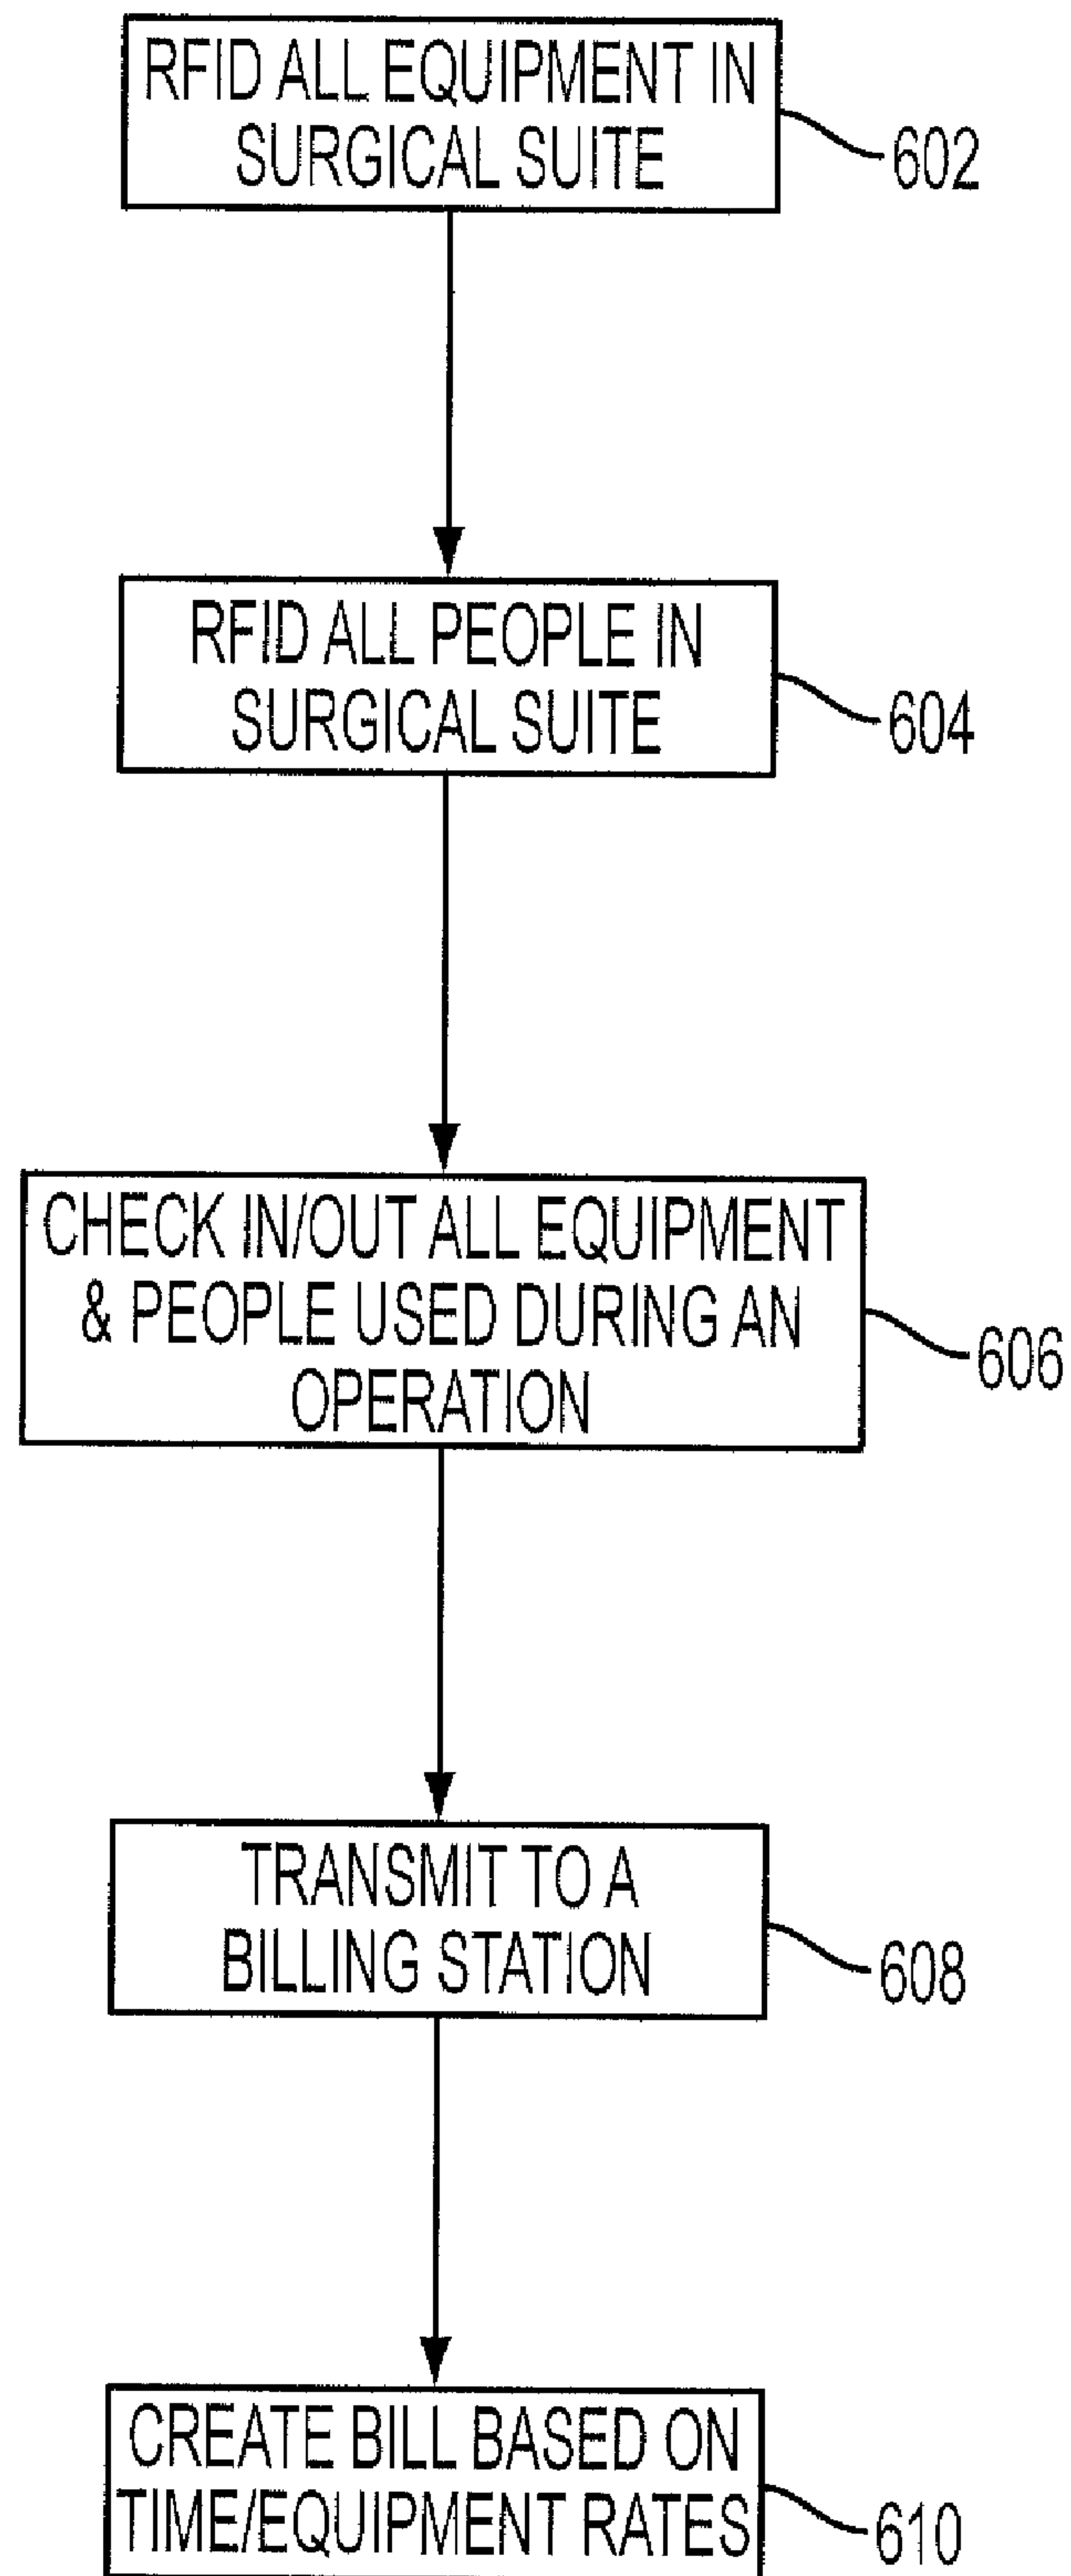 RFID ALL EQUIPMENT IN
SURGICAL SUITE
602
RFID ALL PEOPLE IN
SURGICAL SUITE
604
CHECK IN/OUT ALL EQUIPMENT
& PEOPLE USED DURING AN
OPERATION
606
TRANSMIT TO A
BILLING STATION
608
CREATE BILL BASED ON
TIME/EQUIPMENT RATES
610